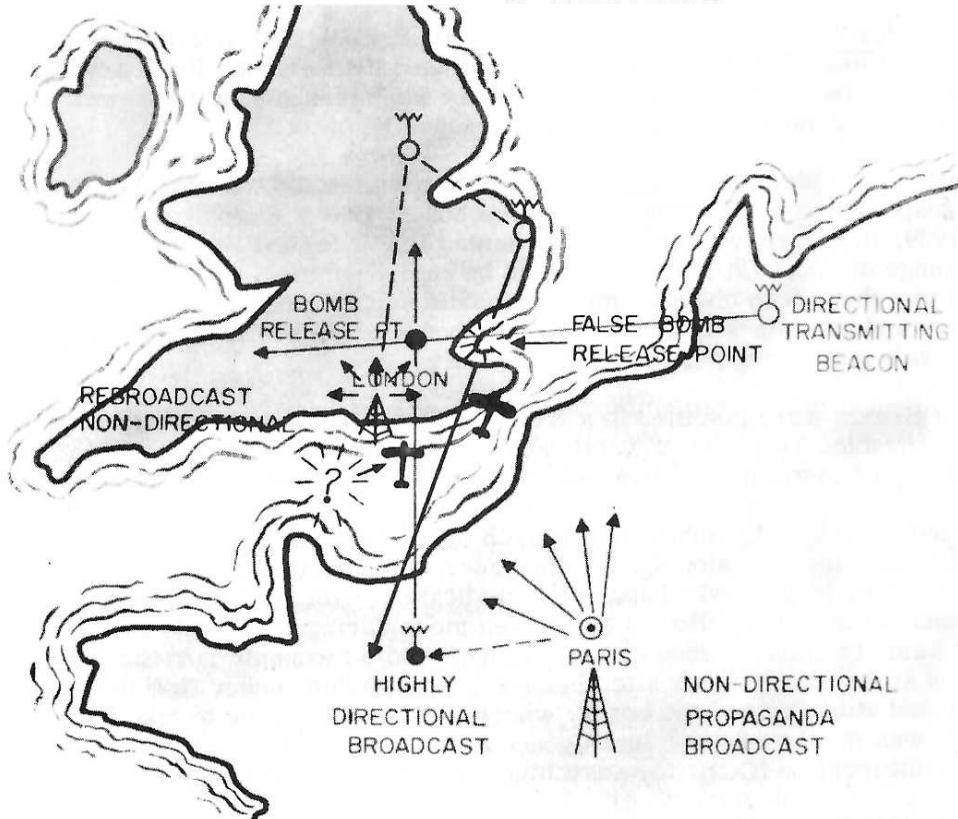 BOMB
RELEASE PT.
FALSE BOMB
RELEASE POINT
DIRECTIONAL
TRANSMITTING
BEACON
LONDON
REBROADCAST
NON-DIRECTIONAL
?
PARIS
HIGHLY
DIRECTIONAL
BROADCAST
NON-DIRECTIONAL
PROPAGANDA
BROADCAST